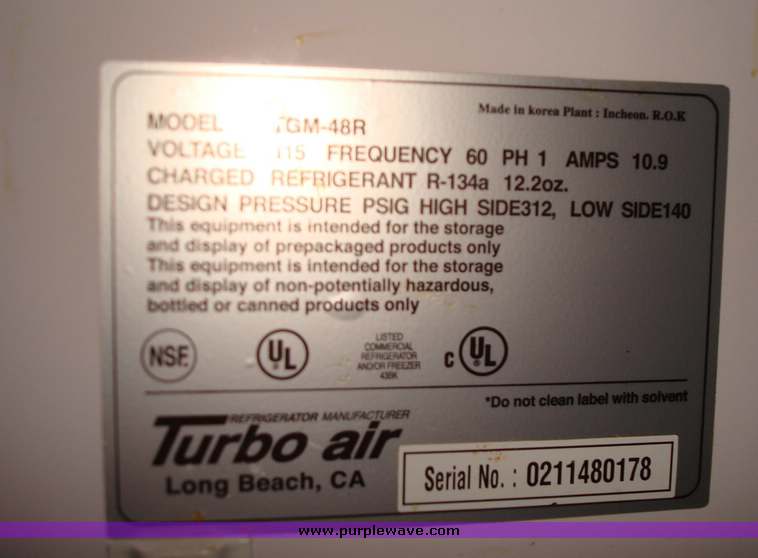 Made in korea Plant : Incheon. R.O.K
MODEL TGM-48R
VOLTAGE 115 FREQUENCY 60 PH 1 AMPS 10.9
CHARGED REFRIGERANT R-134a 12.2oz.
DESIGN PRESSURE PSIG HIGH SIDE312, LOW SIDE140
This equipment is intended for the storage
and display of prepackaged products only
This equipment is intended for the storage
and display of non-potentially hazardous,
bottled or canned products only
NSF
UL
LISTED
COMMERCIAL
REFRIGERATOR
AND/OR FREEZER
43BK
c UL
*Do not clean label with solvent
REFRIGERATOR MANUFACTURER
Turbo air
Long Beach, CA
Serial No. : 0211480178
www.purplewave.com